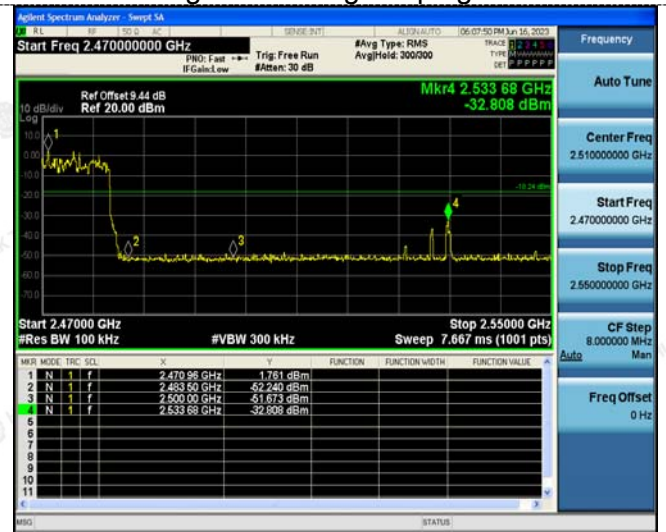 Agilent Spectrum Analyzer - Swept SA
RL RF 50 Ω AC SENSE:INT ALIGN AUTO 06:07:50 PM Jun 16, 2023
Start Freq 2.470000000 GHz
PNO: Fast Trig: Free Run
IFGain:Low #Atten: 30 dB
#Avg Type: RMS
Avg|Hold: 300/300
TRACE 1 2 3 4 5 6
TYPE
DET P P P P P P
Frequency
Ref Offset 9.44 dB
10 dB/div Ref 20.00 dBm
Log
Mkr4 2.533 68 GHz
-32.808 dBm
10.0
0.00
-10.0
-20.0
-30.0
-40.0
-50.0
-60.0
-70.0
1
2
3
4
Start 2.47000 GHz Stop 2.55000 GHz
#Res BW 100 kHz #VBW 300 kHz Sweep 7.667 ms (1001 pts)
MKR MODE TRC SCL X Y FUNCTION FUNCTION WIDTH FUNCTION VALUE
1 N 1 f 2.470 96 GHz 1.761 dBm
2 N 1 f 2.483 50 GHz -52.240 dBm
3 N 1 f 2.500 00 GHz -51.673 dBm
4 N 1 f 2.533 68 GHz -32.808 dBm
5
6
7
8
9
10
11
MSG STATUS
Auto Tune
Center Freq
2.510000000 GHz
Start Freq
2.470000000 GHz
Stop Freq
2.550000000 GHz
CF Step
8.000000 MHz
Auto Man
Freq Offset
0 Hz